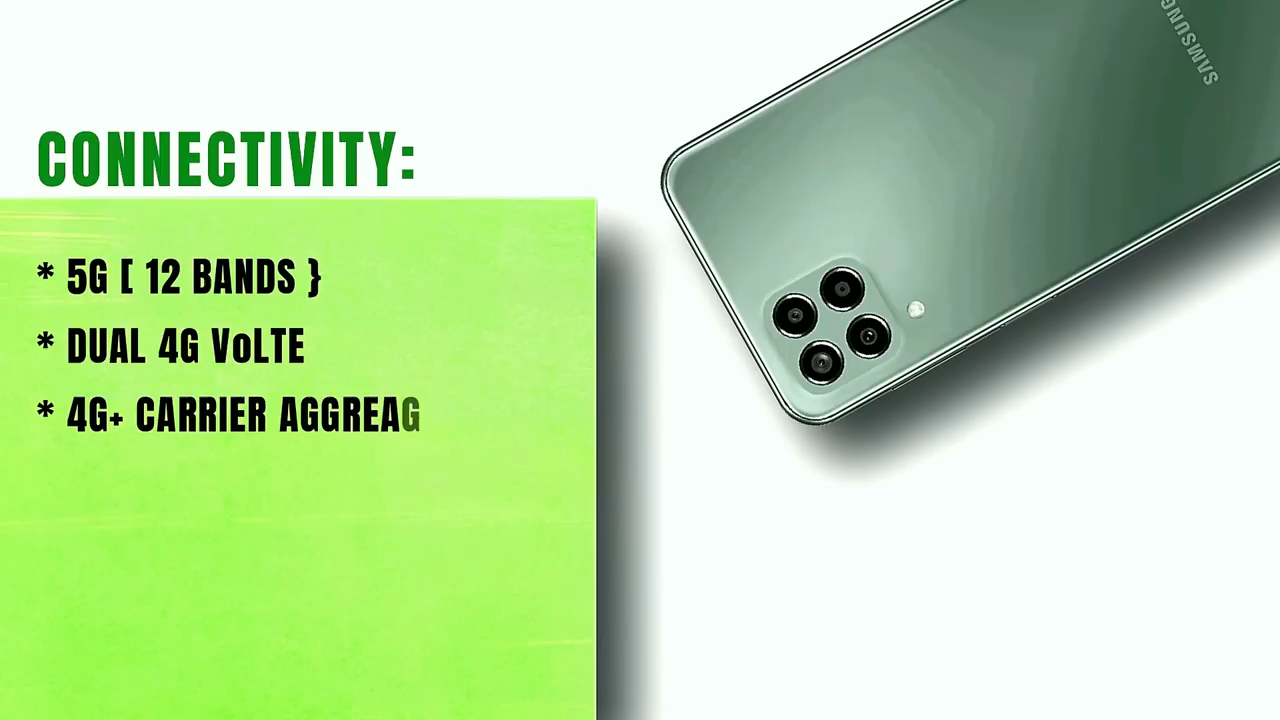 SAMSUNG
CONNECTIVITY:
* 5G [ 12 BANDS }
* DUAL 4G VoLTE
* 4G+ CARRIER AGGREAG